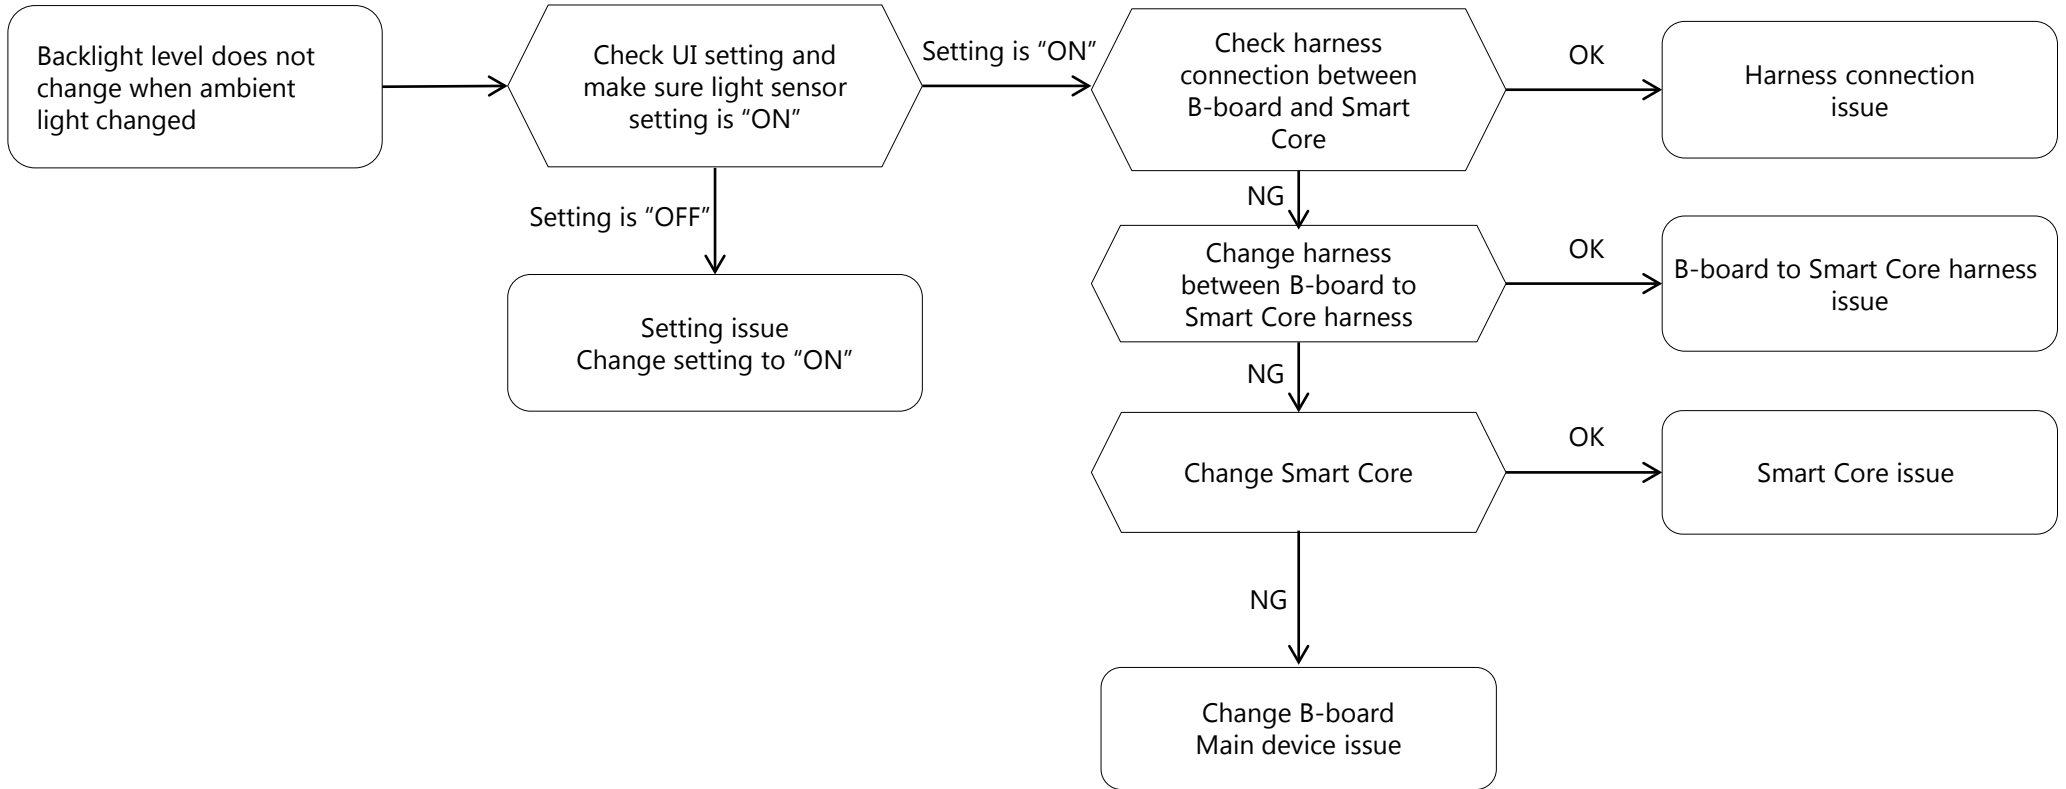 Backlight level does not
change when ambient
light changed
Check UI setting and
make sure light sensor
setting is “ON”
Setting is “ON”
Check harness
connection between
B-board and Smart
Core
OK
Harness connection
issue
Setting is “OFF”
Setting issue
Change setting to “ON”
NG
Change harness
between B-board to
Smart Core harness
OK
B-board to Smart Core harness
issue
NG
Change Smart Core
OK
Smart Core issue
NG
Change B-board
Main device issue